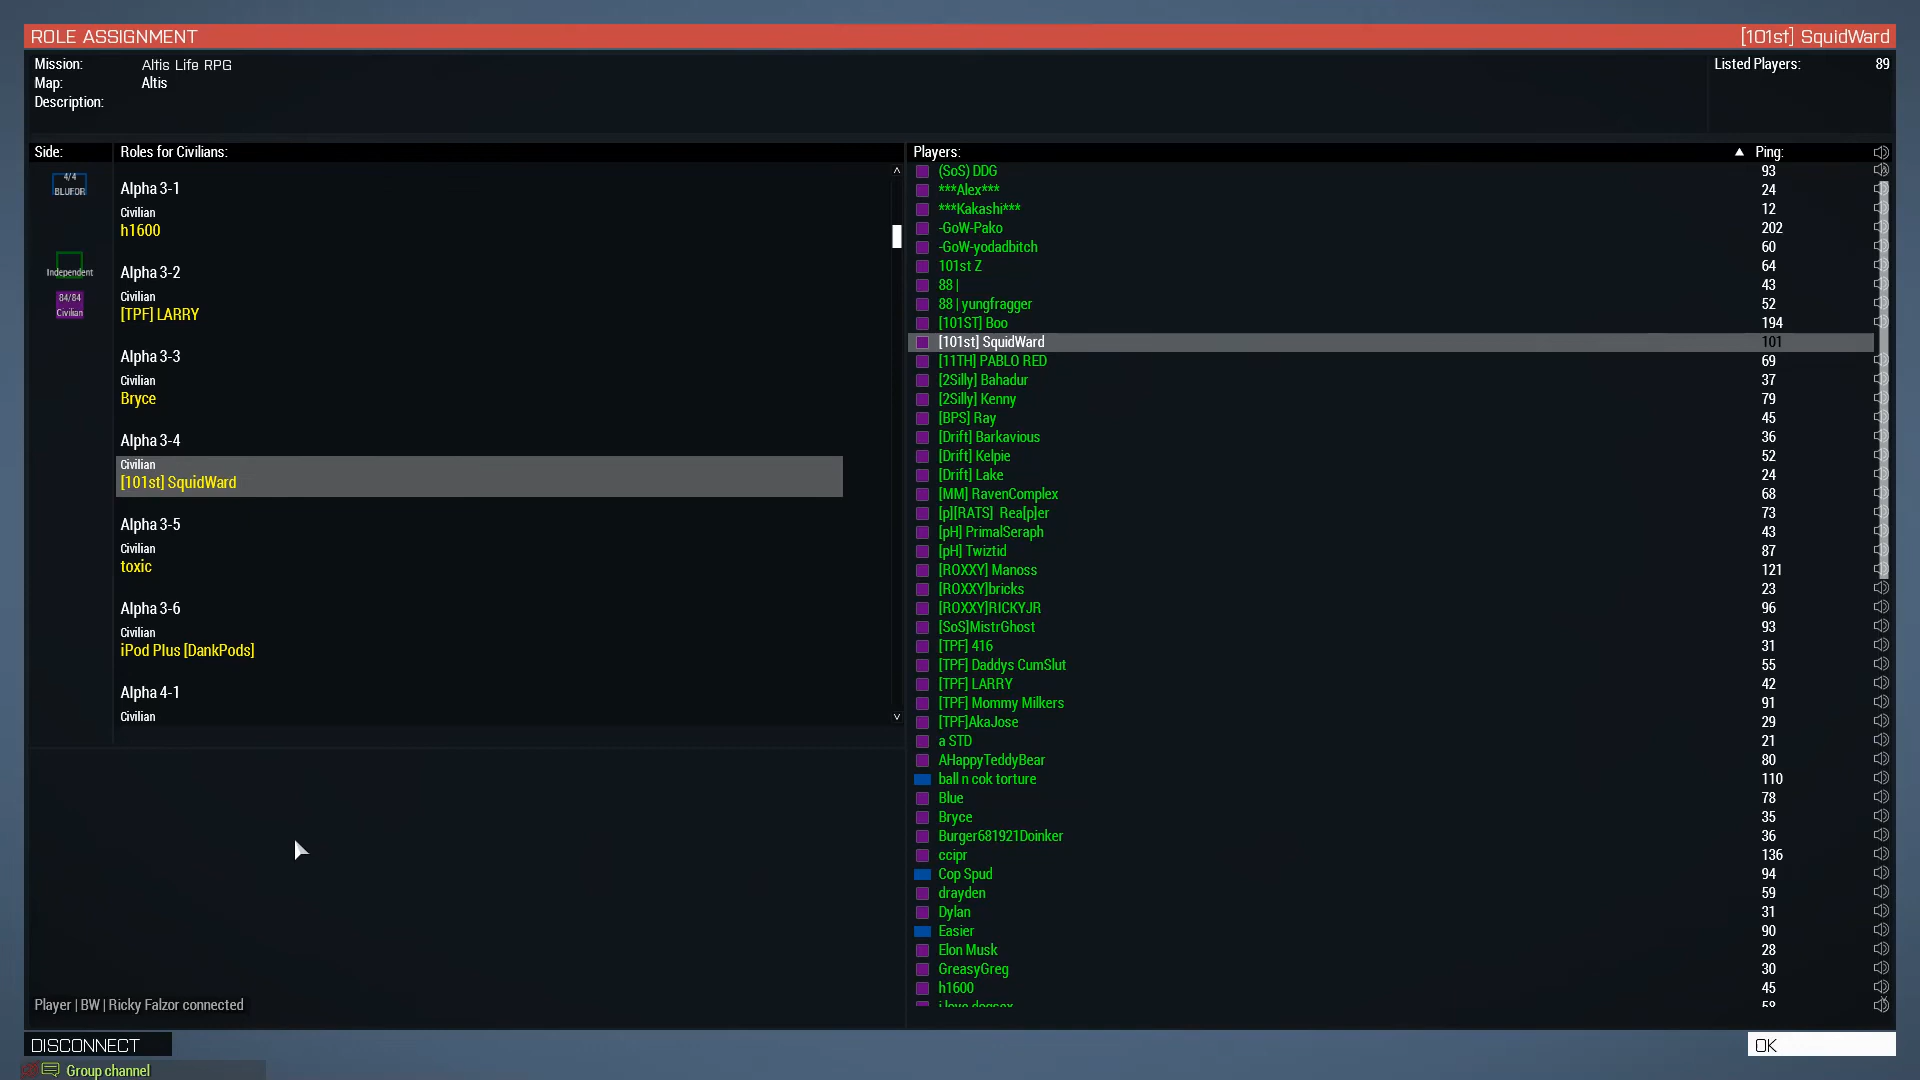 ROLE ASSIGNMENT [101st] SquidWard
Mission: Altis Life RPG Listed Players: 89
Map: Altis
Description:
Side: Roles for Civilians:
4/4
BLUFOR
Independent
84/84
Civilian
Alpha 3-1
Civilian
h1600
Alpha 3-2
Civilian
[TPF] LARRY
Alpha 3-3
Civilian
Bryce
Alpha 3-4
Civilian
[101st] SquidWard
Alpha 3-5
Civilian
toxic
Alpha 3-6
Civilian
iPod Plus [DankPods]
Alpha 4-1
Civilian
Players: Ping:
(SoS) DDG 93
***Alex*** 24
***Kakashi*** 12
-GoW-Pako 202
-GoW-yodadbitch 60
101st Z 64
88 | 43
88 | yungfragger 52
[101ST] Boo 194
[101st] SquidWard 101
[11TH] PABLO RED 69
[2Silly] Bahadur 37
[2Silly] Kenny 79
[BPS] Ray 45
[Drift] Barkavious 36
[Drift] Kelpie 52
[Drift] Lake 24
[MM] RavenComplex 68
[p][RATS] Rea[p]er 73
[pH] PrimalSeraph 43
[pH] Twiztid 87
[ROXXY] Manoss 121
[ROXXY]bricks 23
[ROXXY]RICKYJR 96
[SoS]MistrGhost 93
[TPF] 416 31
[TPF] Daddys CumSlut 55
[TPF] LARRY 42
[TPF] Mommy Milkers 91
[TPF]AkaJose 29
a STD 21
AHappyTeddyBear 80
ball n cok torture 110
Blue 78
Bryce 35
Burger681921Doinker 36
ccipr 136
Cop Spud 94
drayden 59
Dylan 31
Easier 90
Elon Musk 28
GreasyGreg 30
h1600 45
i love dogsex 58
Player | BW | Ricky Falzor connected
DISCONNECT OK
Group channel